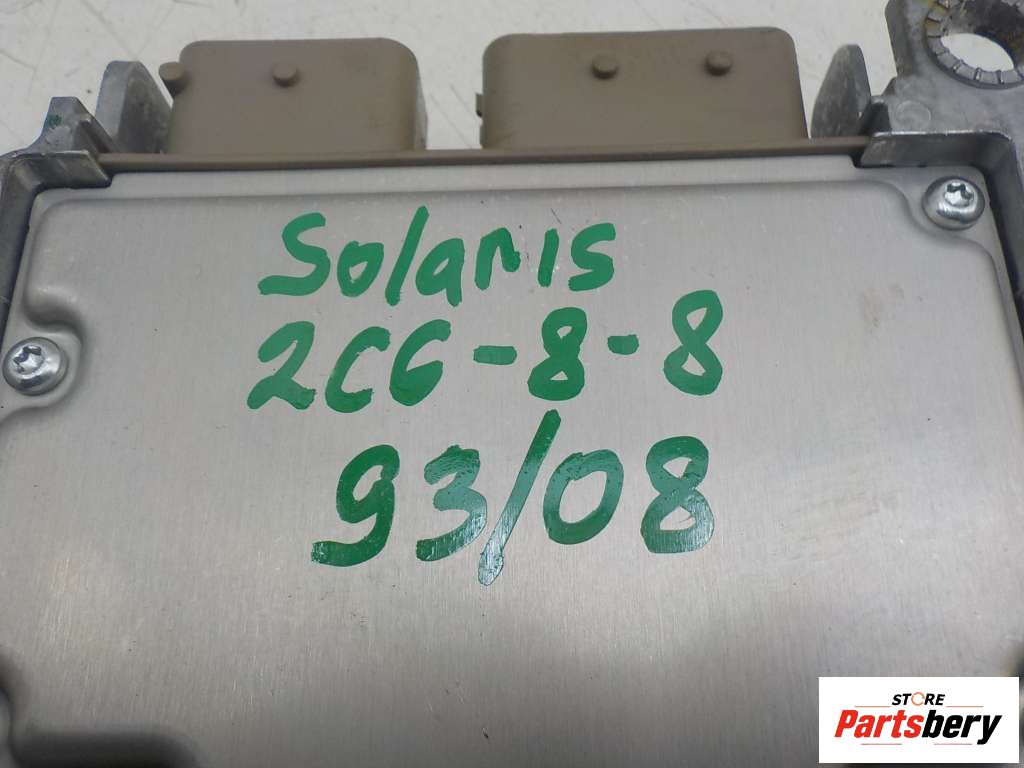 Solaris
2CG-8-8
93/08
STORE
Partsbery